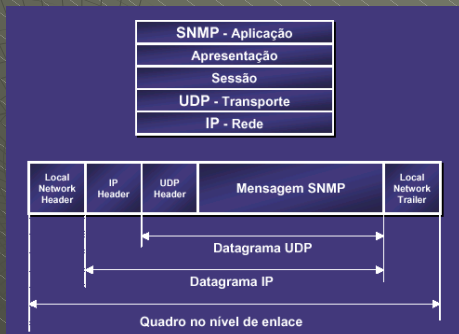 SNMP - Aplicação
Apresentação
Sessão
UDP - Transporte
IP - Rede
Local Network Header
IP Header
UDP Header
Mensagem SNMP
Local Network Trailer
Datagrama UDP
Datagrama IP
Quadro no nível de enlace